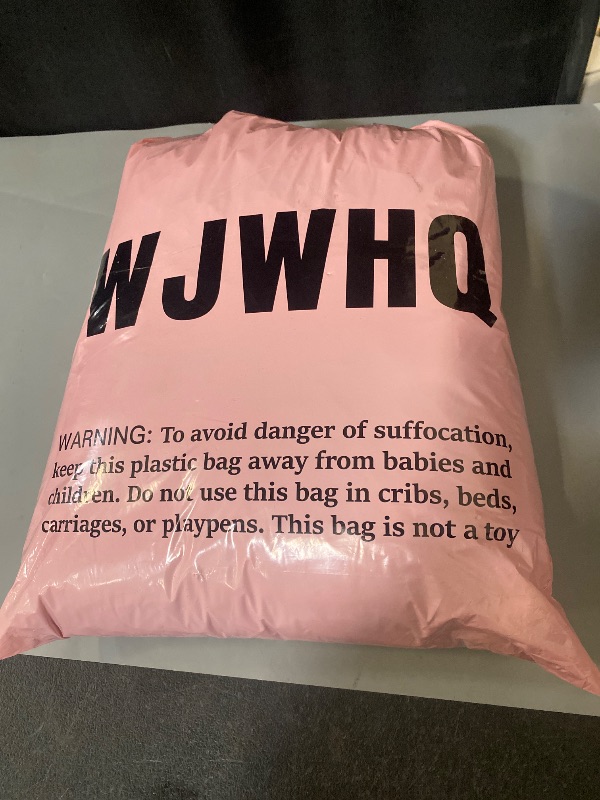 WJWHQ
WARNING: To avoid danger of suffocation,
keep this plastic bag away from babies and
children. Do not use this bag in cribs, beds,
carriages, or playpens. This bag is not a toy